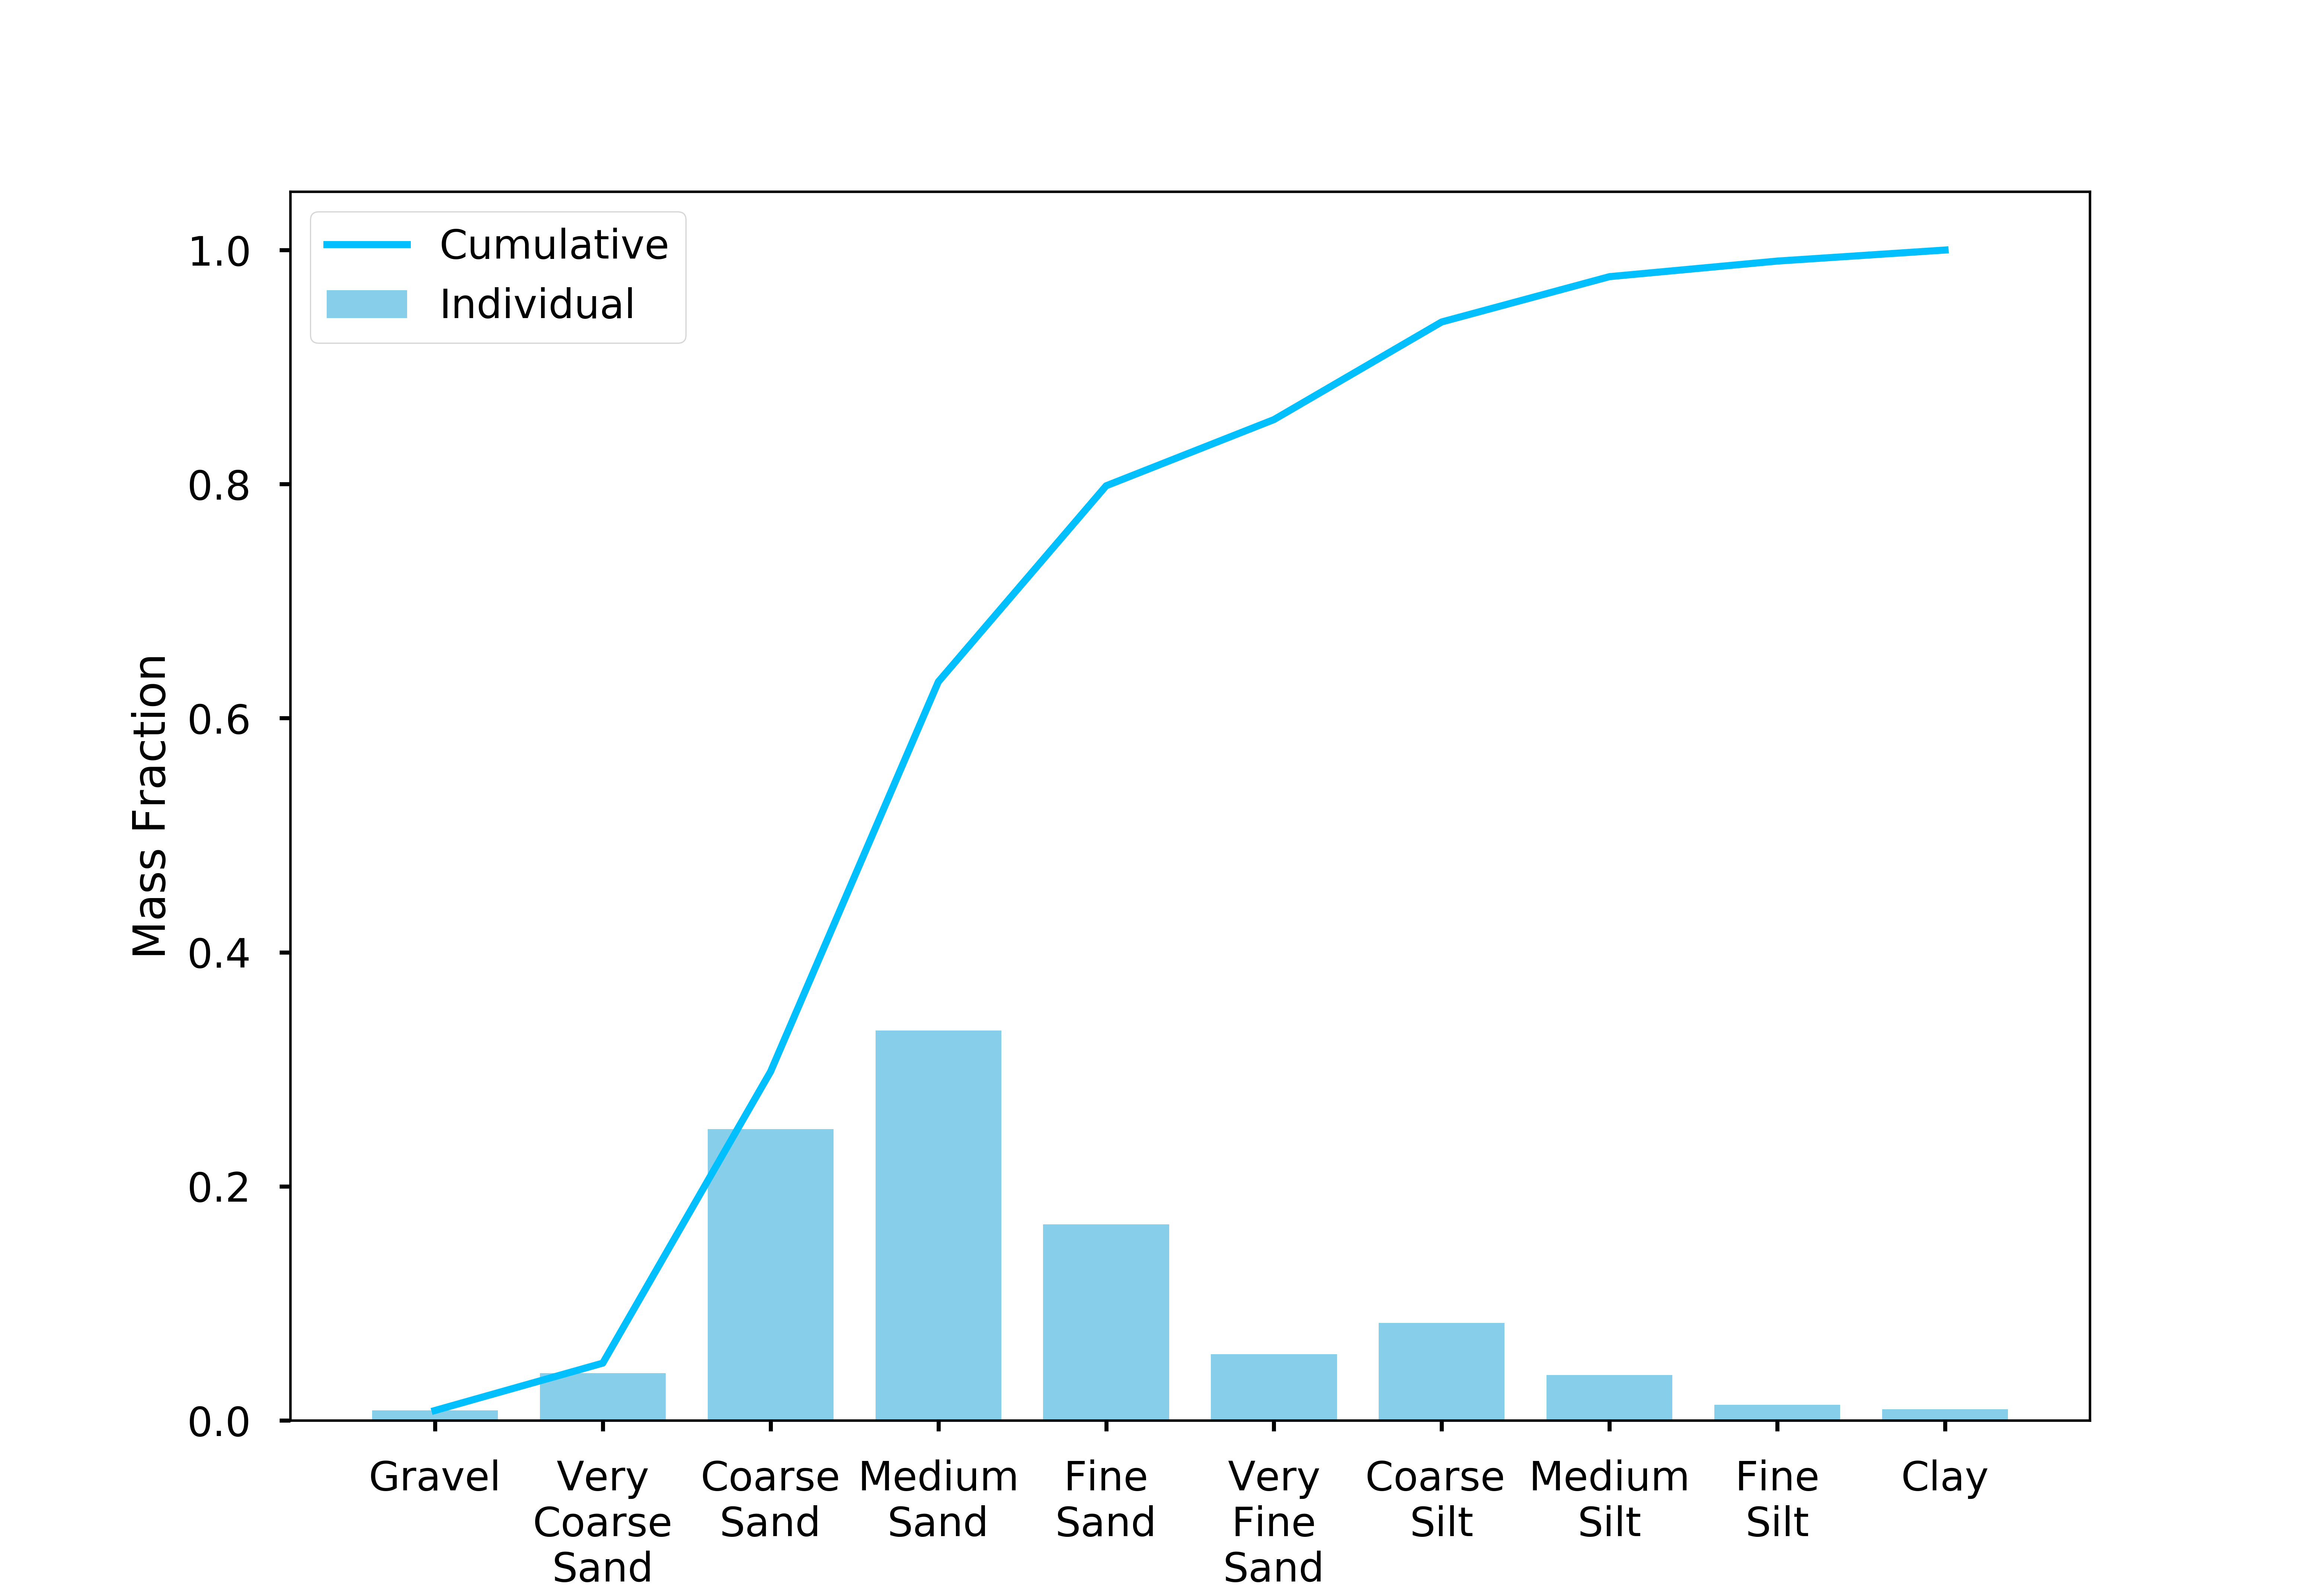 Cumulative
Individual
1.0
0.8
0.6
0.4
0.2
0.0
Mass Fraction
Gravel
Very
Coarse
Sand
Coarse
Sand
Medium
Sand
Fine
Sand
Very
Fine
Sand
Coarse
Silt
Medium
Silt
Fine
Silt
Clay